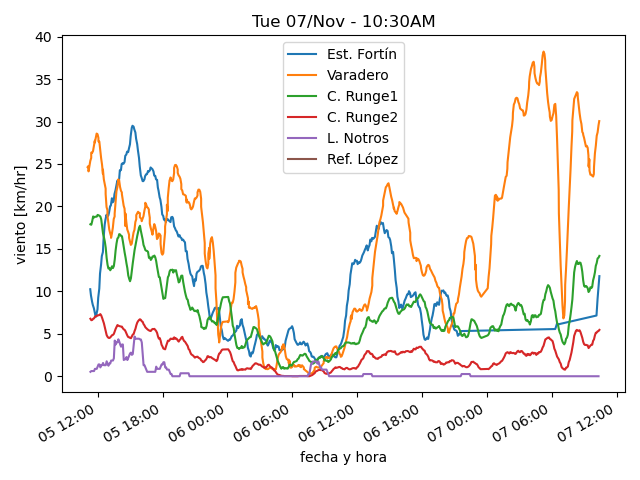 Tue 07/Nov - 10:30AM
viento [km/hr]
40
35
30
25
20
15
10
5
0
Est. Fortín
Varadero
C. Runge1
C. Runge2
L. Notros
Ref. López
05 12:00
05 18:00
06 00:00
06 06:00
06 12:00
06 18:00
07 00:00
07 06:00
07 12:00
fecha y hora